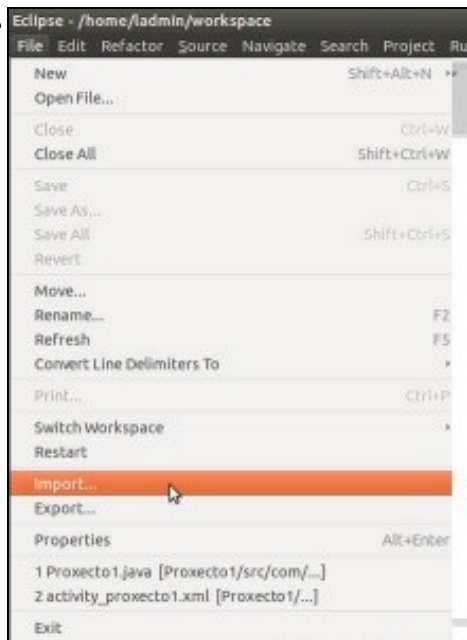 Eclipse - /home/ladmin/workspace
File Edit Refactor Source Navigate Search Project Ru
New Shift+Alt+N
Open File...
Close Ctrl+W
Close All Shift+Ctrl+W
Save Ctrl+S
Save As...
Save All Shift+Ctrl+S
Revert
Move...
Rename... F2
Refresh F5
Convert Line Delimiters To
Print... Ctrl+P
Switch Workspace
Restart
Import...
Export...
Properties Alt+Enter
1 Proxecto1.java [Proxecto1/src/com/...]
2 activity_proxecto1.xml [Proxecto1/...]
Exit